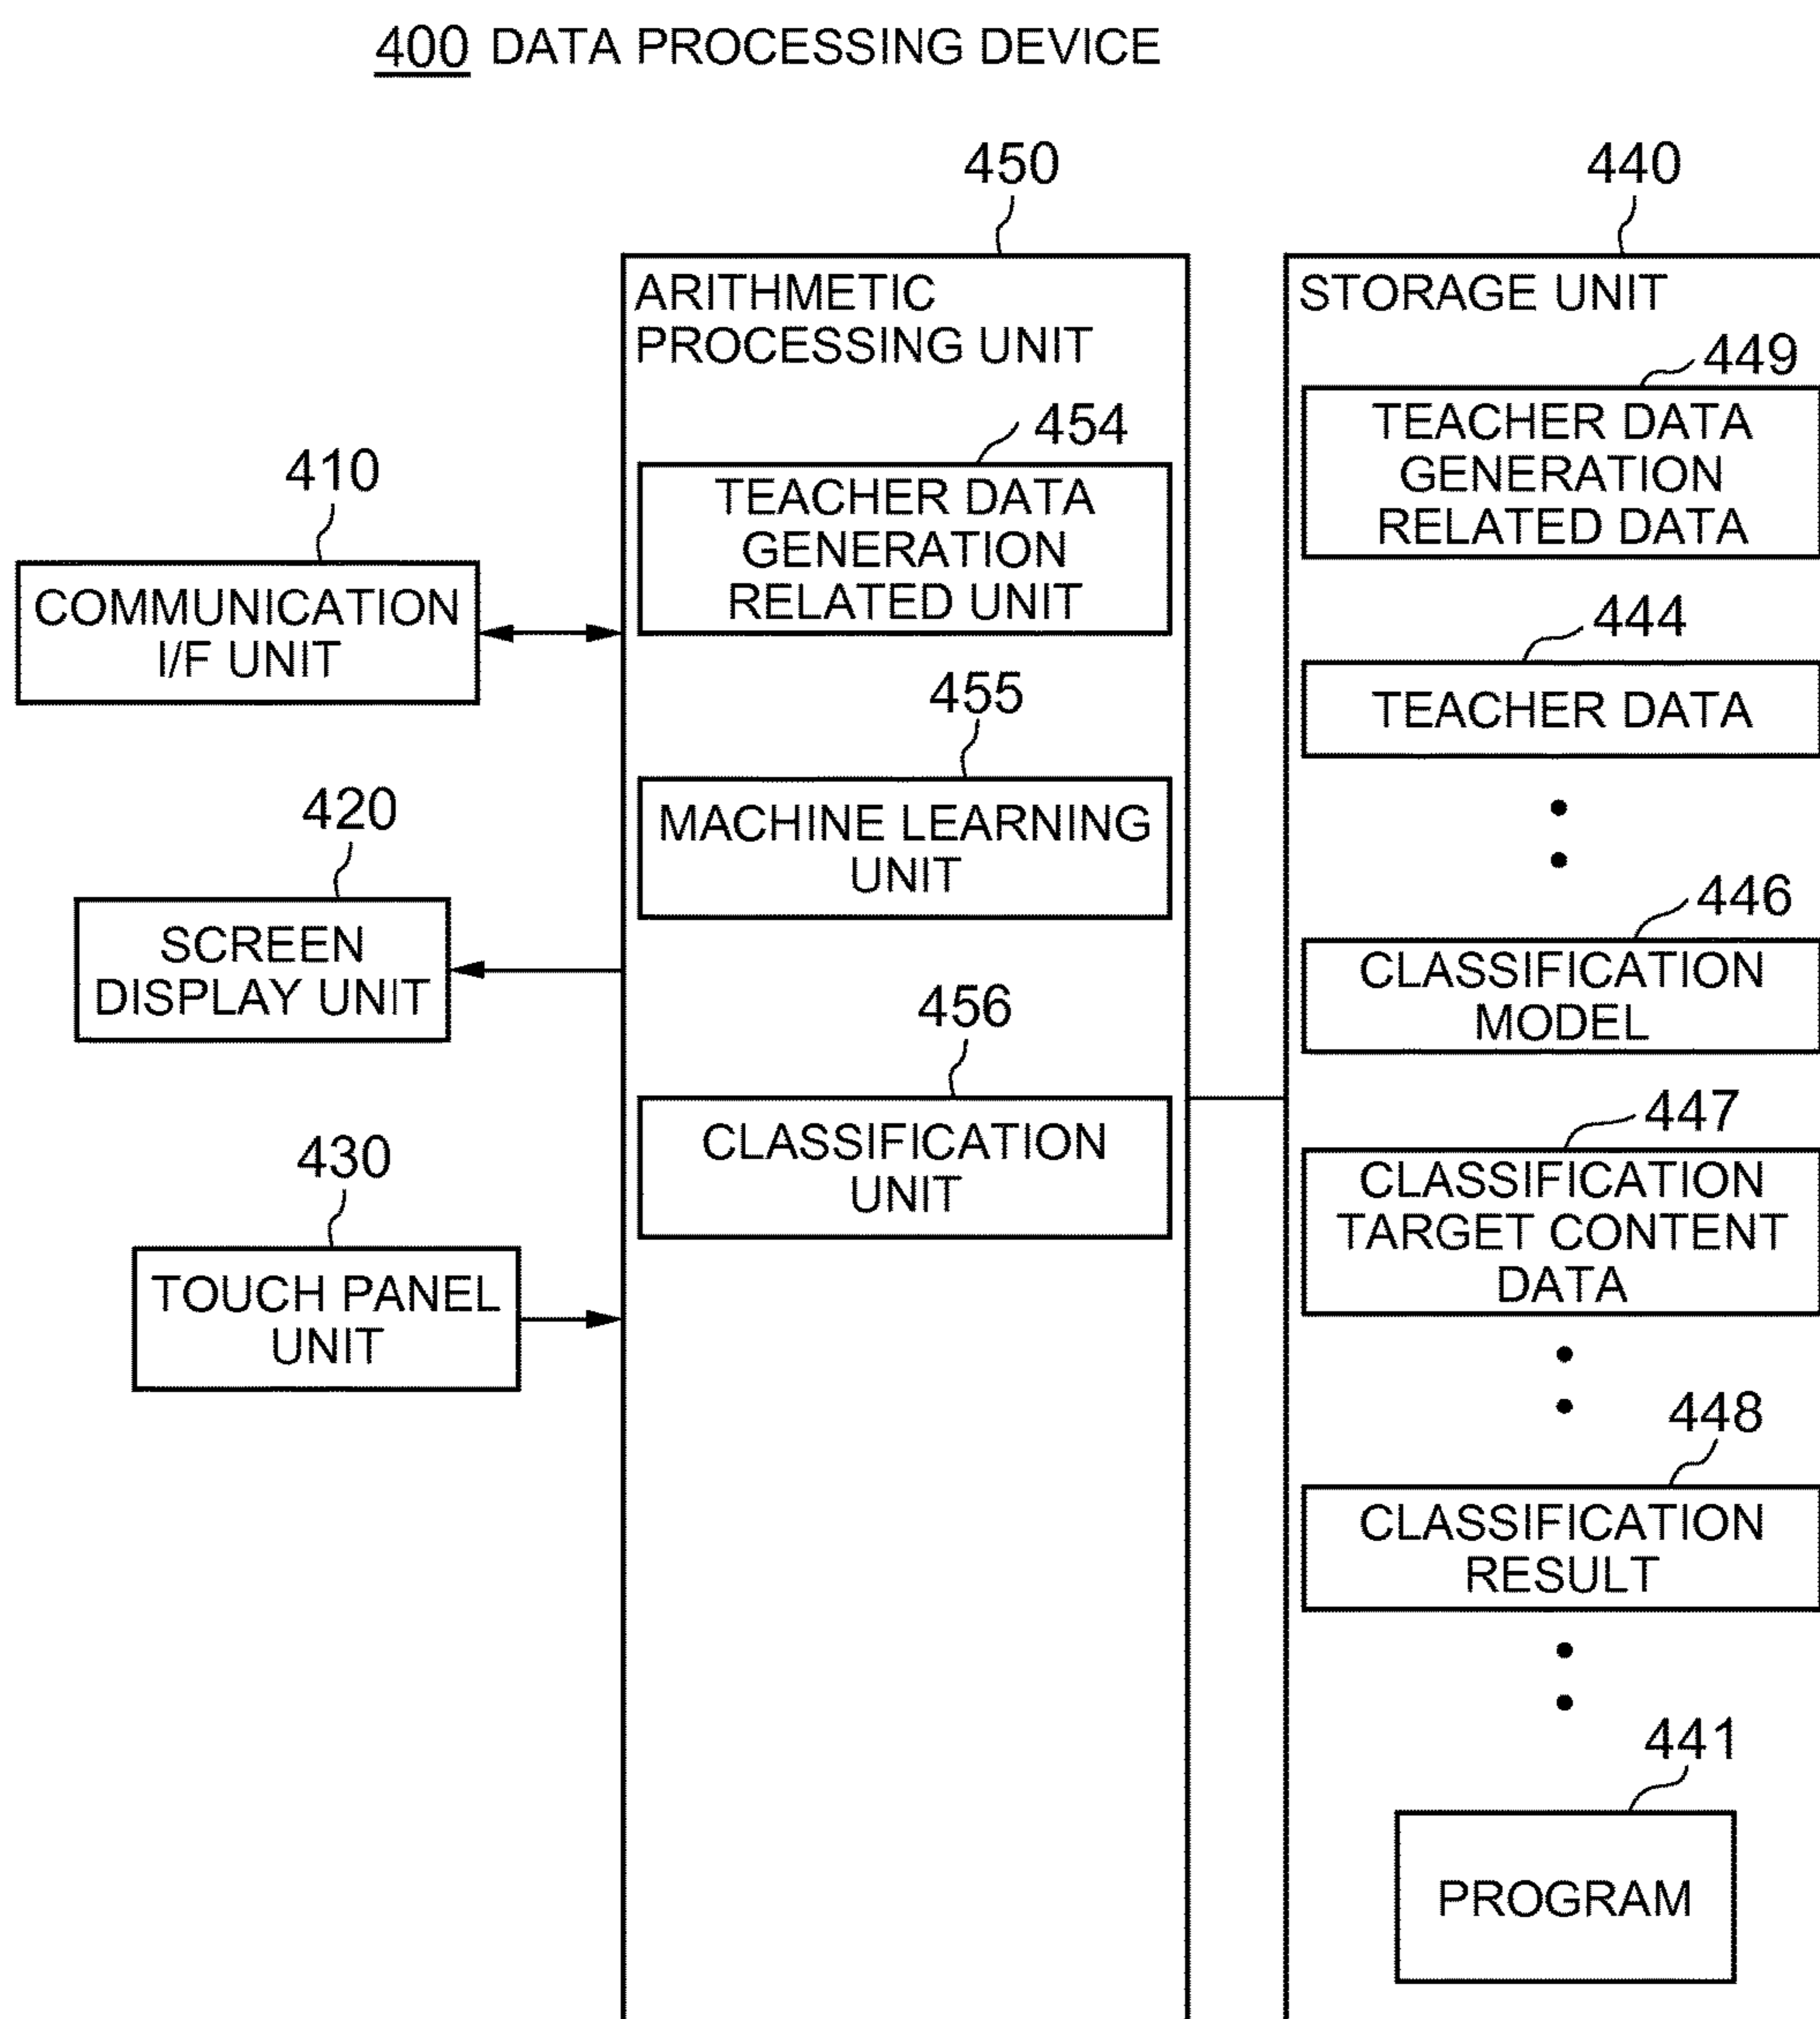 400 DATA PROCESSING DEVICE
450
440
ARITHMETIC
PROCESSING UNIT
STORAGE UNIT
449
TEACHER DATA
GENERATION
RELATED DATA
454
TEACHER DATA
GENERATION
RELATED UNIT
410
COMMUNICATION
I/F UNIT
444
TEACHER DATA
455
MACHINE LEARNING
UNIT
420
SCREEN
DISPLAY UNIT
446
CLASSIFICATION
MODEL
456
CLASSIFICATION
UNIT
447
CLASSIFICATION
TARGET CONTENT
DATA
430
TOUCH PANEL
UNIT
448
CLASSIFICATION
RESULT
441
PROGRAM